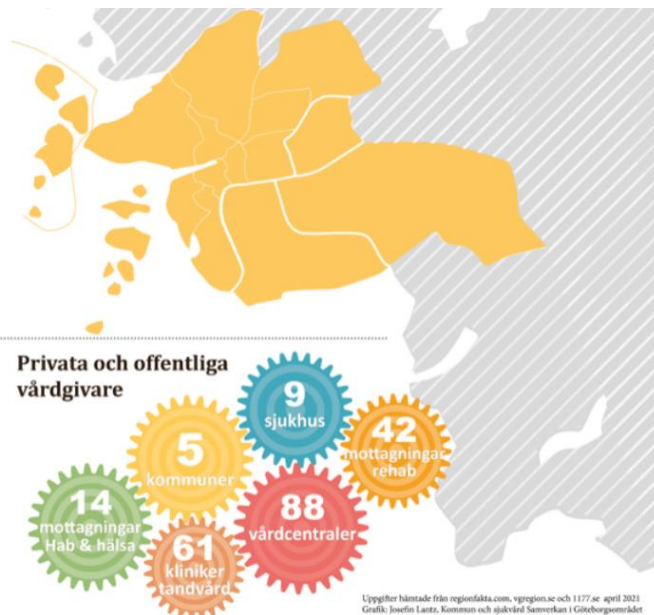 Privata och offentliga
vårdgivare
9
sjukhus
42
mottagningar
rehab
5
kommuner
88
vårdcentraler
14
mottagningar
Hab & hälsa
61
kliniker
tandvård
Uppgifter hämtade från regionfakta.com, vgregion.se och 1177.se april 2021
Grafik: Josefin Lantz, Kommun och sjukvård Samverkan i Göteborgsområdet